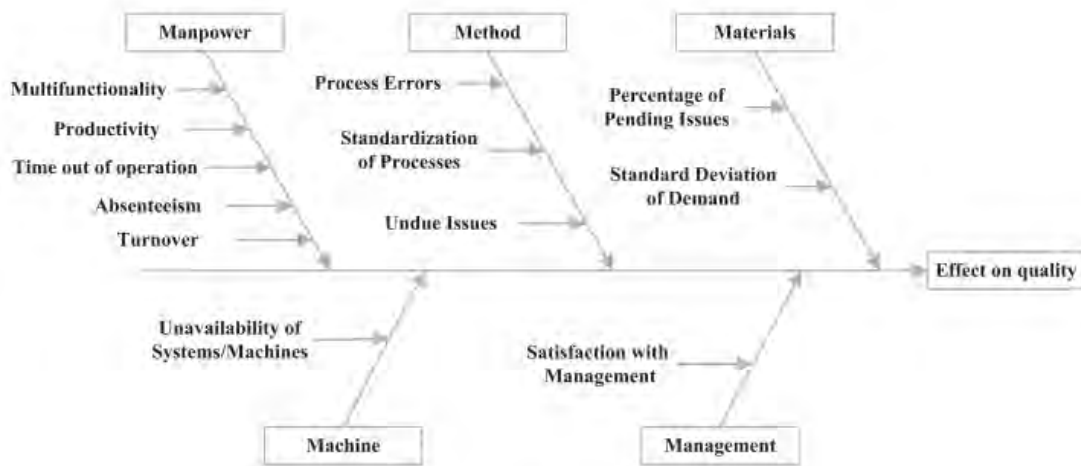 Manpower
Method
Materials
Multifunctionality
Productivity
Time out of operation
Absenteeism
Turnover
Process Errors
Standardization
of Processes
Undue Issues
Percentage of
Pending Issues
Standard Deviation
of Demand
Effect on quality
Unavailability of
Systems/Machines
Satisfaction with
Management
Machine
Management